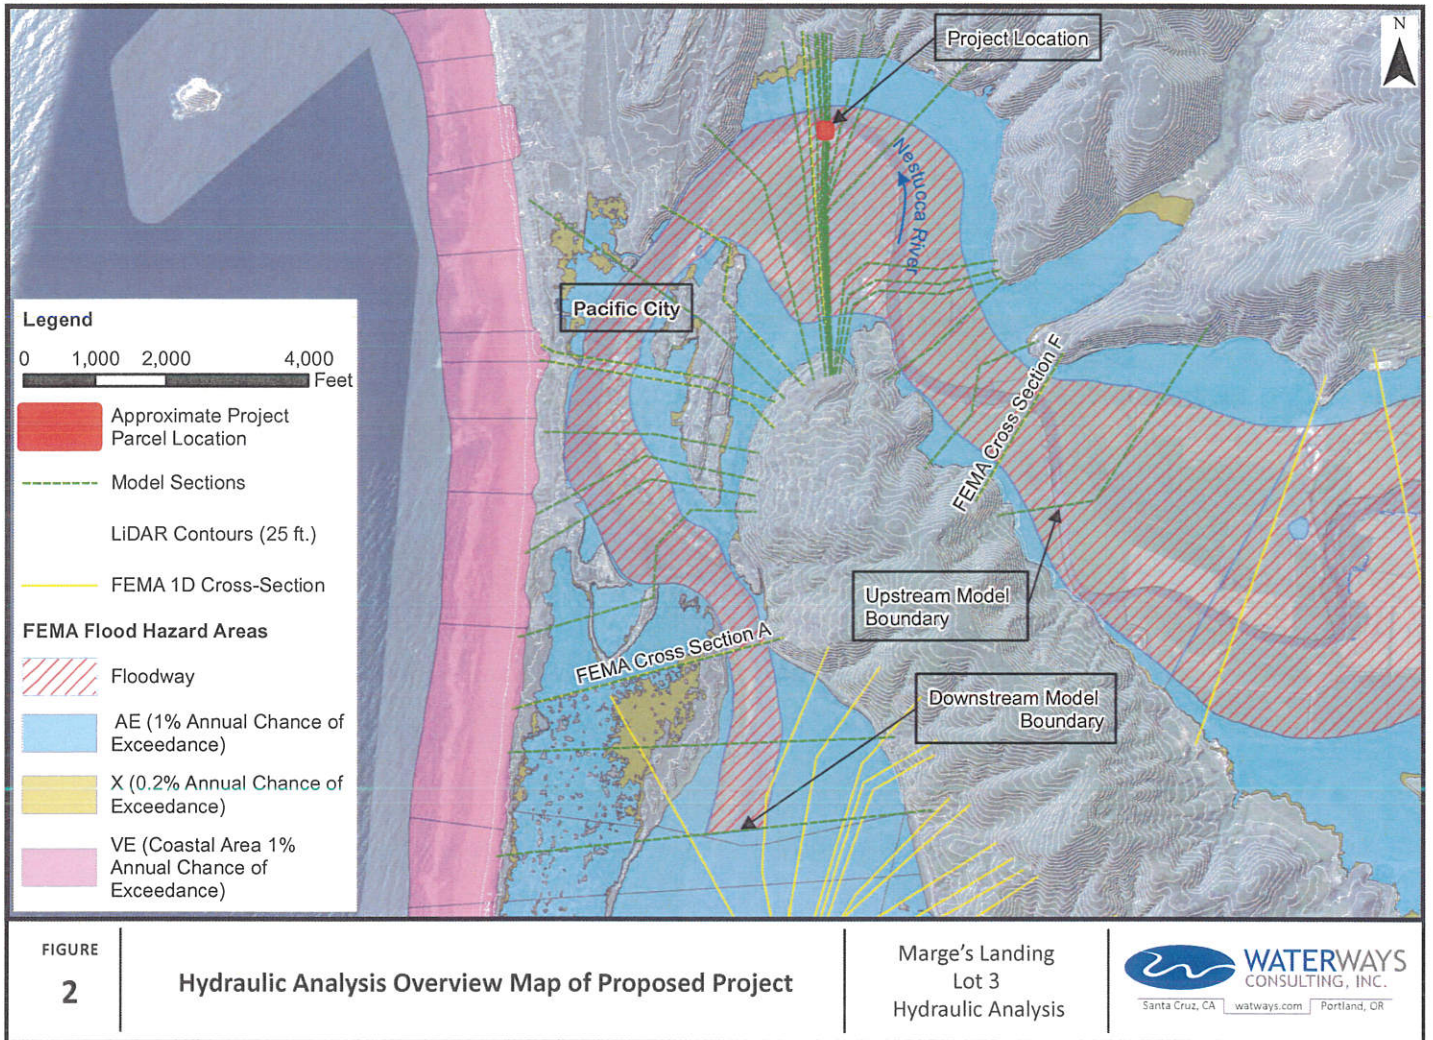 N
Project Location
Nestucca River
Pacific City
FEMA Cross Section F
Upstream Model
Boundary
FEMA Cross Section A
Downstream Model
Boundary
Legend
0 1,000 2,000 4,000
Feet
Approximate Project
Parcel Location
Model Sections
LiDAR Contours (25 ft.)
FEMA 1D Cross-Section
FEMA Flood Hazard Areas
Floodway
AE (1% Annual Chance of
Exceedance)
X (0.2% Annual Chance of
Exceedance)
VE (Coastal Area 1%
Annual Chance of
Exceedance)
FIGURE
2
Hydraulic Analysis Overview Map of Proposed Project
Marge's Landing
Lot 3
Hydraulic Analysis
WATERWAYS
CONSULTING, INC.
Santa Cruz, CA watways.com Portland, OR